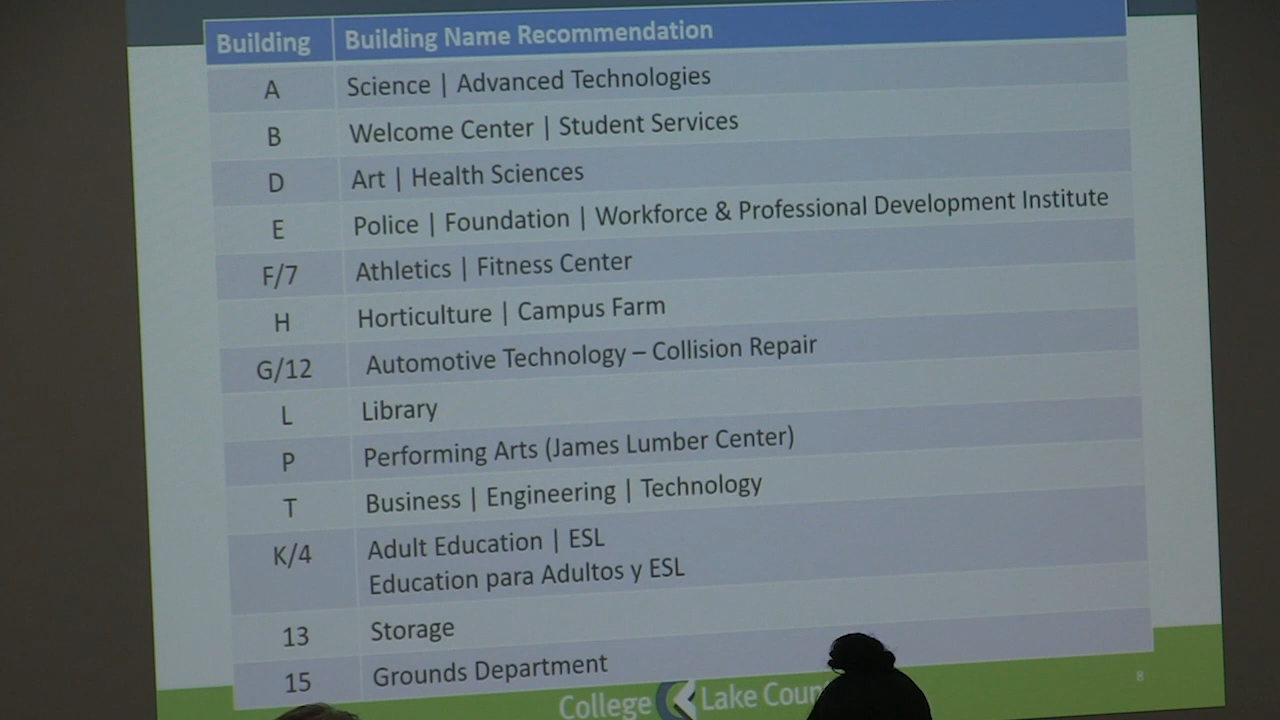 Building Building Name Recommendation
A Science | Advanced Technologies
B Welcome Center | Student Services
D Art | Health Sciences
E Police | Foundation | Workforce & Professional Development Institute
F/7 Athletics | Fitness Center
H Horticulture | Campus Farm
G/12 Automotive Technology – Collision Repair
L Library
P Performing Arts (James Lumber Center)
T Business | Engineering | Technology
K/4 Adult Education | ESL
Education para Adultos y ESL
13 Storage
15 Grounds Department
College Lake Coun
8